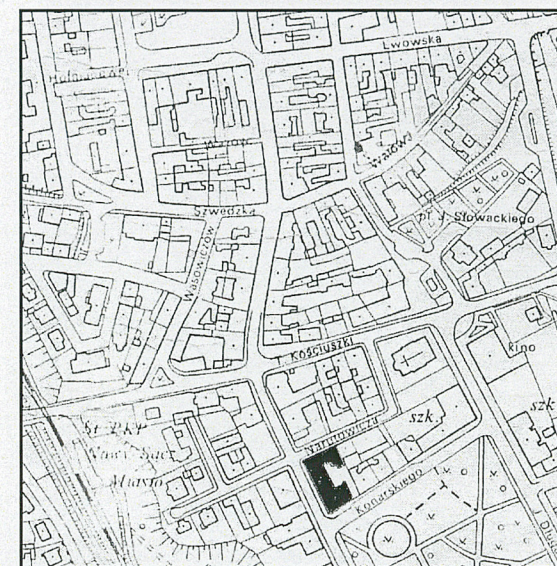 Lwowska
Wałowa
Szwedzka
Wąsowiczów
pl. J. Słowackiego
T. Kościuszki
kino
szk.
szk.
Narutowicza
Konarskiego
St. PKP
Nowy Sącz
Miasto